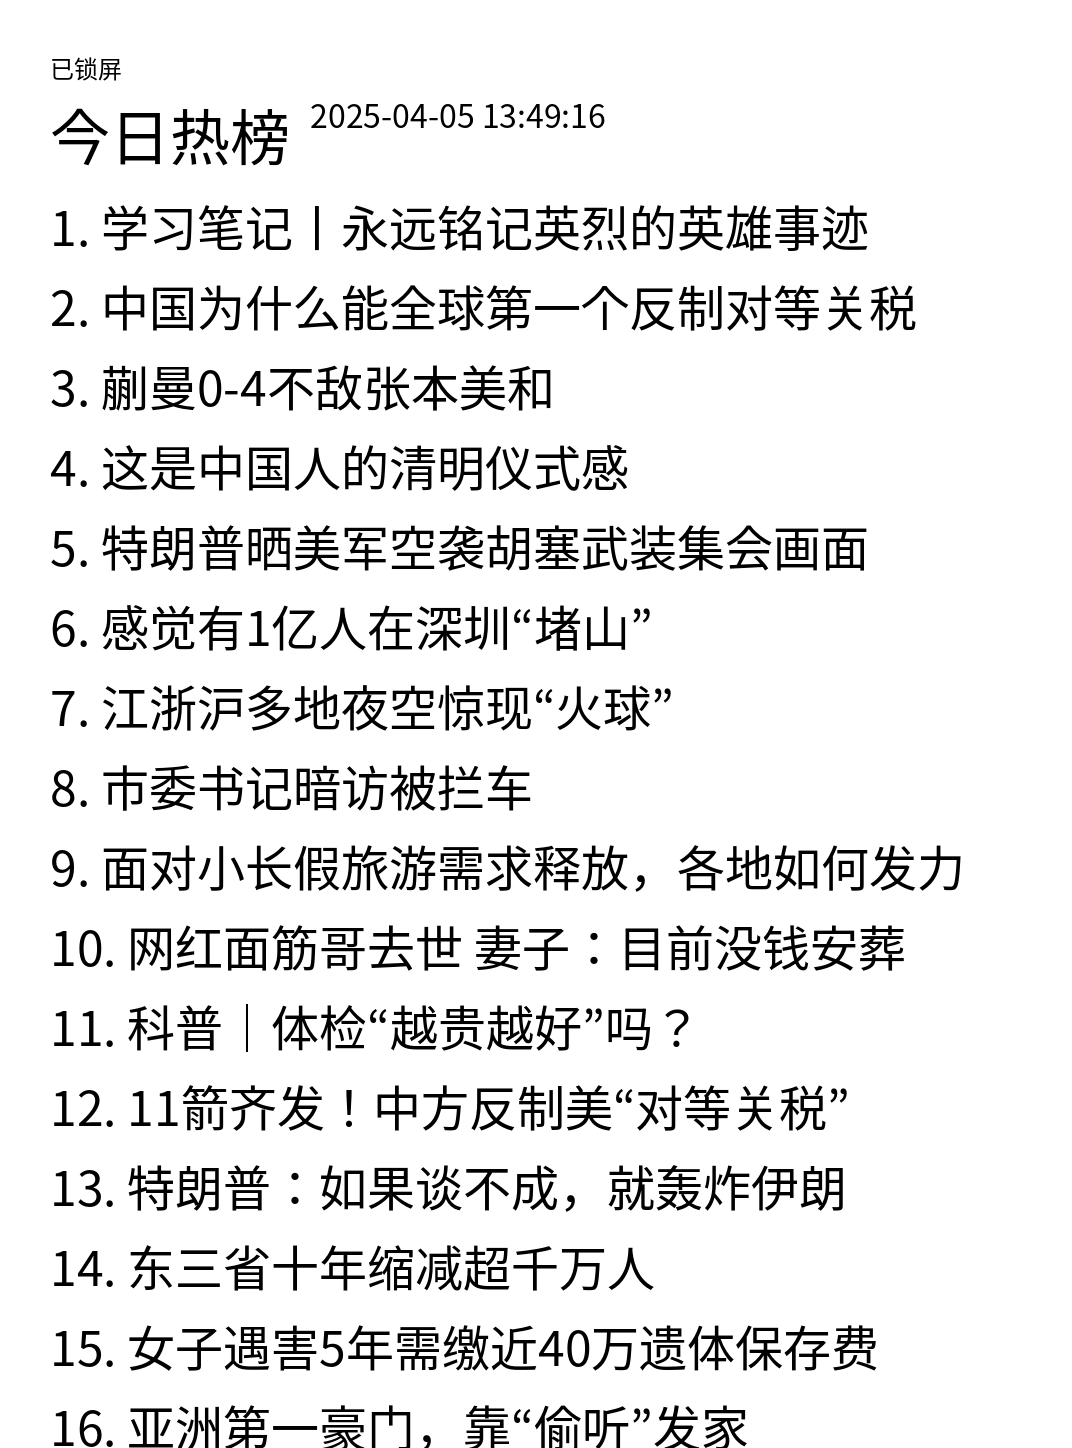 已锁屏
今日热榜 2025-04-05 13:49:16
1. 学习笔记丨永远铭记英烈的英雄事迹
2. 中国为什么能全球第一个反制对等关税
3. 蒯曼0-4不敌张本美和
4. 这是中国人的清明仪式感
5. 特朗普晒美军空袭胡塞武装集会画面
6. 感觉有1亿人在深圳“堵山”
7. 江浙沪多地夜空惊现“火球”
8. 市委书记暗访被拦车
9. 面对小长假旅游需求释放，各地如何发力
10. 网红面筋哥去世 妻子：目前没钱安葬
11. 科普｜体检“越贵越好”吗？
12. 11箭齐发！中方反制美“对等关税”
13. 特朗普：如果谈不成，就轰炸伊朗
14. 东三省十年缩减超千万人
15. 女子遇害5年需缴近40万遗体保存费
16. 亚洲第一豪门，靠“偷听”发家